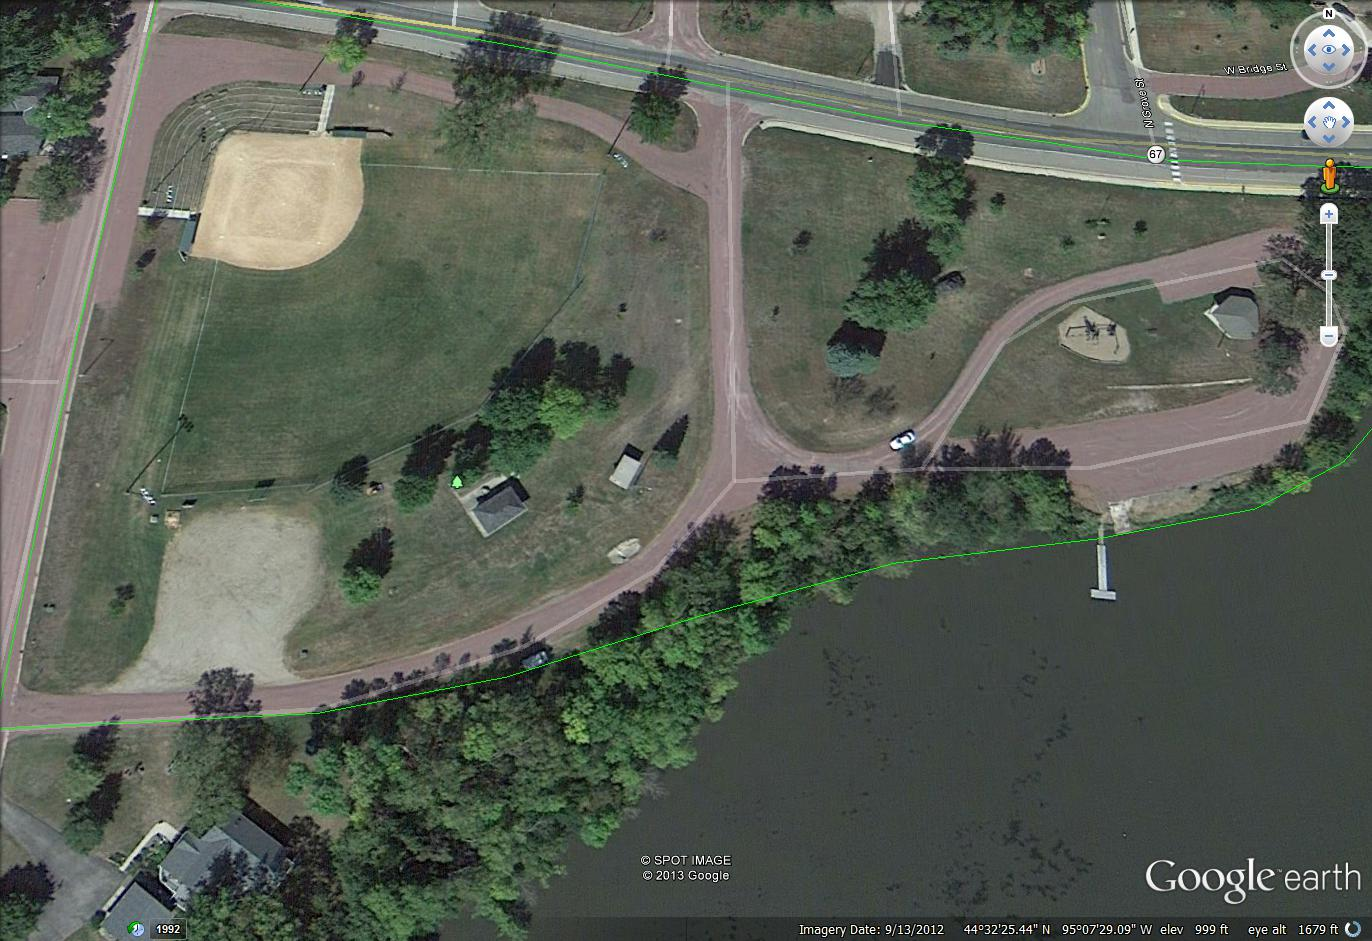 N
W Bridge St
N Grove St
67
© SPOT IMAGE
© 2013 Google
Google earth
1992
Imagery Date: 9/13/2012 44°32'25.44" N 95°07'29.09" W elev 999 ft eye alt 1679 ft